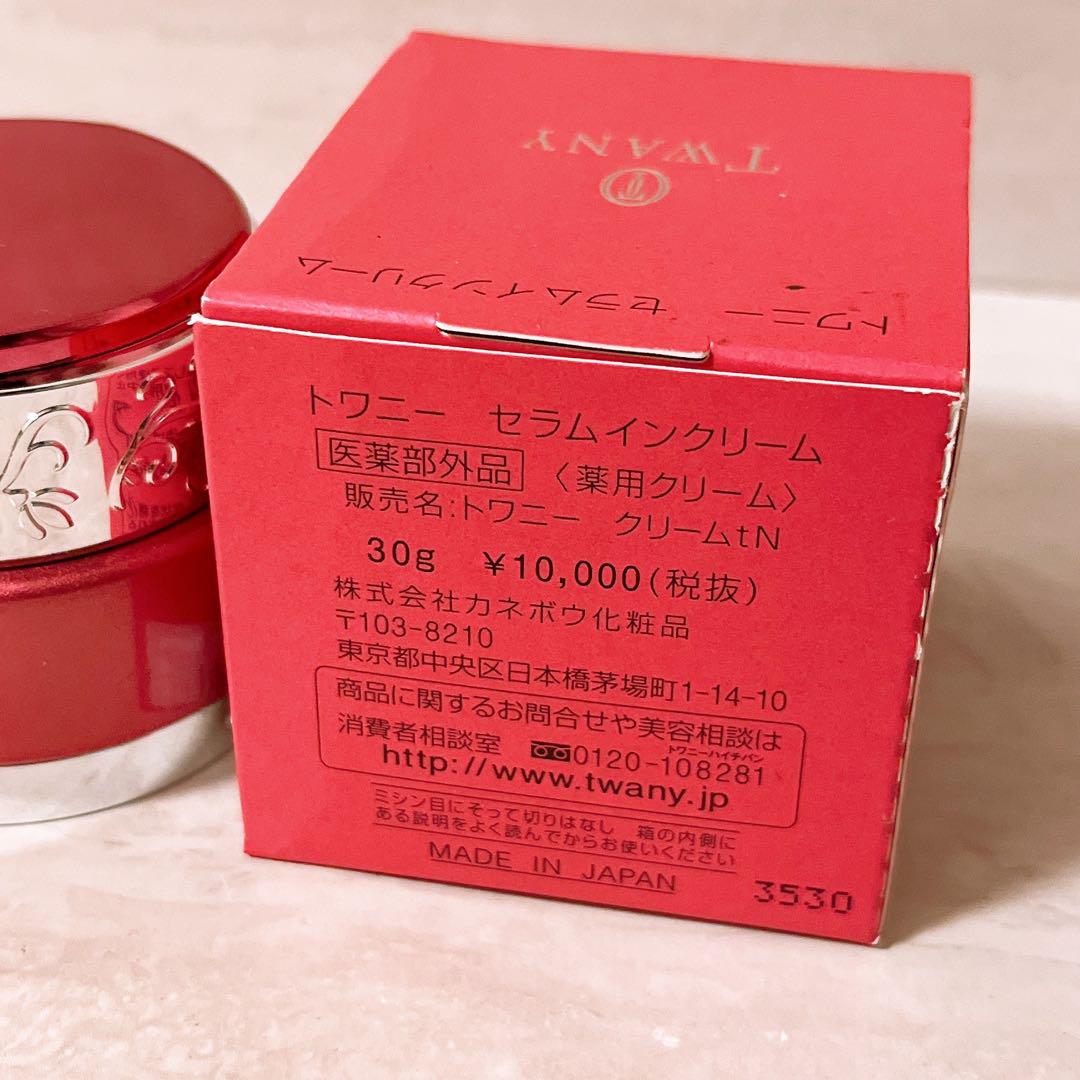 TWANY
トワニー セラムインクリーム
トワニー セラムインクリーム
医薬部外品 〈薬用クリーム〉
販売名:トワニー クリームtN
30g ¥10,000(税抜)
株式会社カネボウ化粧品
〒103-8210
東京都中央区日本橋茅場町1-14-10
商品に関するお問合せや美容相談は
消費者相談室 0120-108281
トワニーハイチバン
http://www.twany.jp
ミシン目にそって切りはなし 箱の内側に
ある説明をよく読んでからお使いください
MADE IN JAPAN
3530